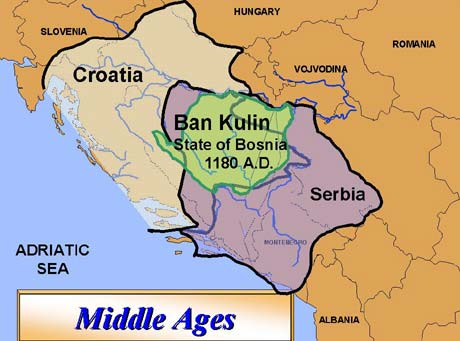 HUNGARY
SLOVENIA
ROMANIA
VOJVODINA
Croatia
Ban Kulin
State of Bosnia
1180 A.D.
Serbia
MONTENEGRO
ADRIATIC
SEA
ALBANIA
Middle Ages